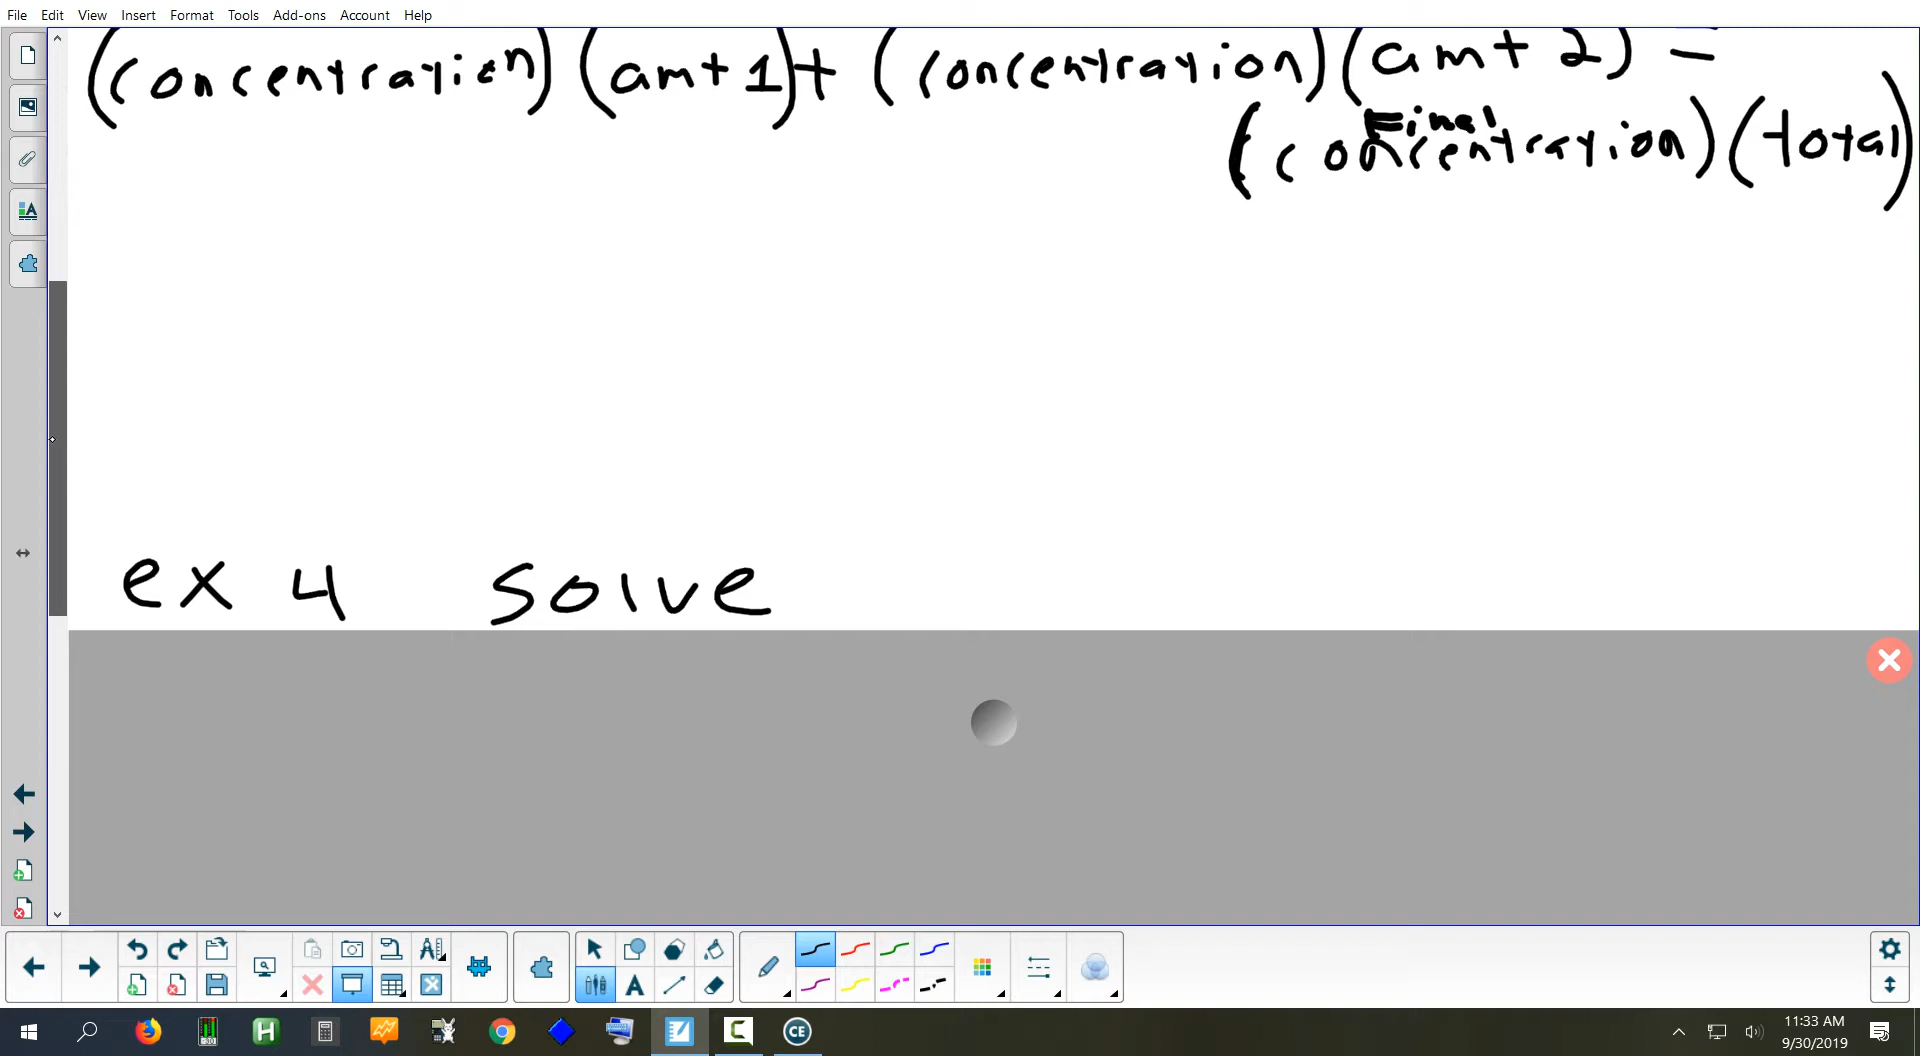 File Edit View Insert Format Tools Add-ons Account Help
(concentration)(amt 1)+(concentration)(amt 2) =
Final
(concentration)(total)
ex 4 solve
A
A
H
CE
11:33 AM
9/30/2019